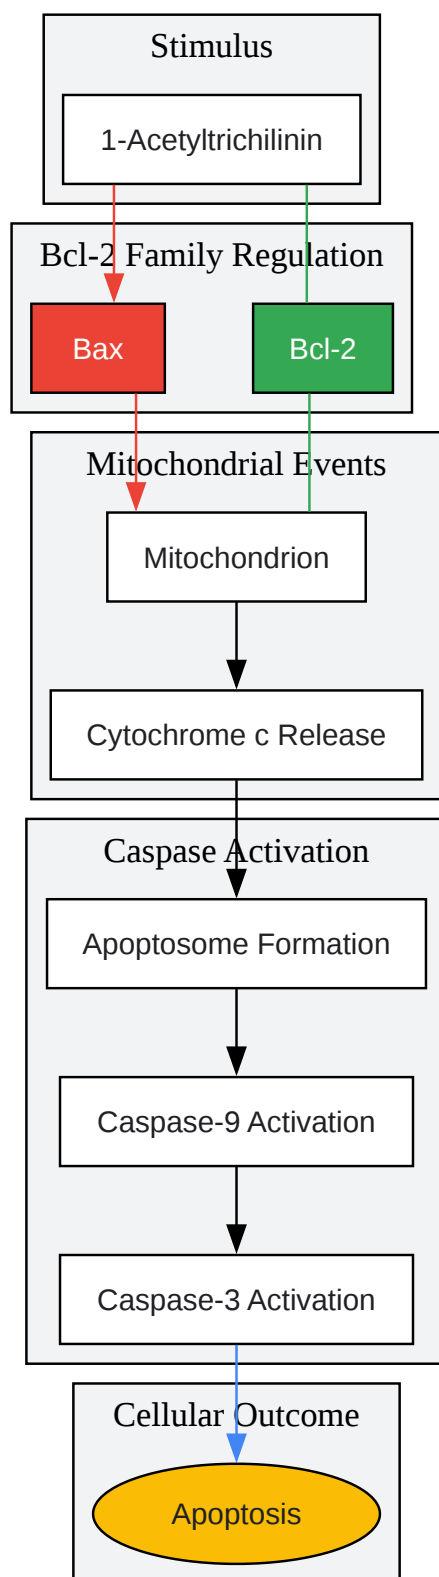 Stimulus
1-Acetyltrichilinin
Bcl-2 Family Regulation
Bax
Bcl-2
Mitochondrial Events
Mitochondrion
Cytochrome c Release
Caspase Activation
Apoptosome Formation
Caspase-9 Activation
Caspase-3 Activation
Cellular Outcome
Apoptosis